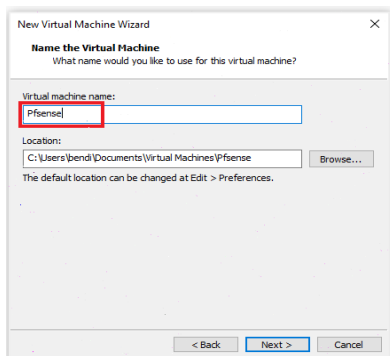 New Virtual Machine Wizard
Name the Virtual Machine
What name would you like to use for this virtual machine?
Virtual machine name:
Pfsense
Location:
C:\Users\bendi\Documents\Virtual Machines\Pfsense
Browse...
The default location can be changed at Edit > Preferences.
< Back
Next >
Cancel